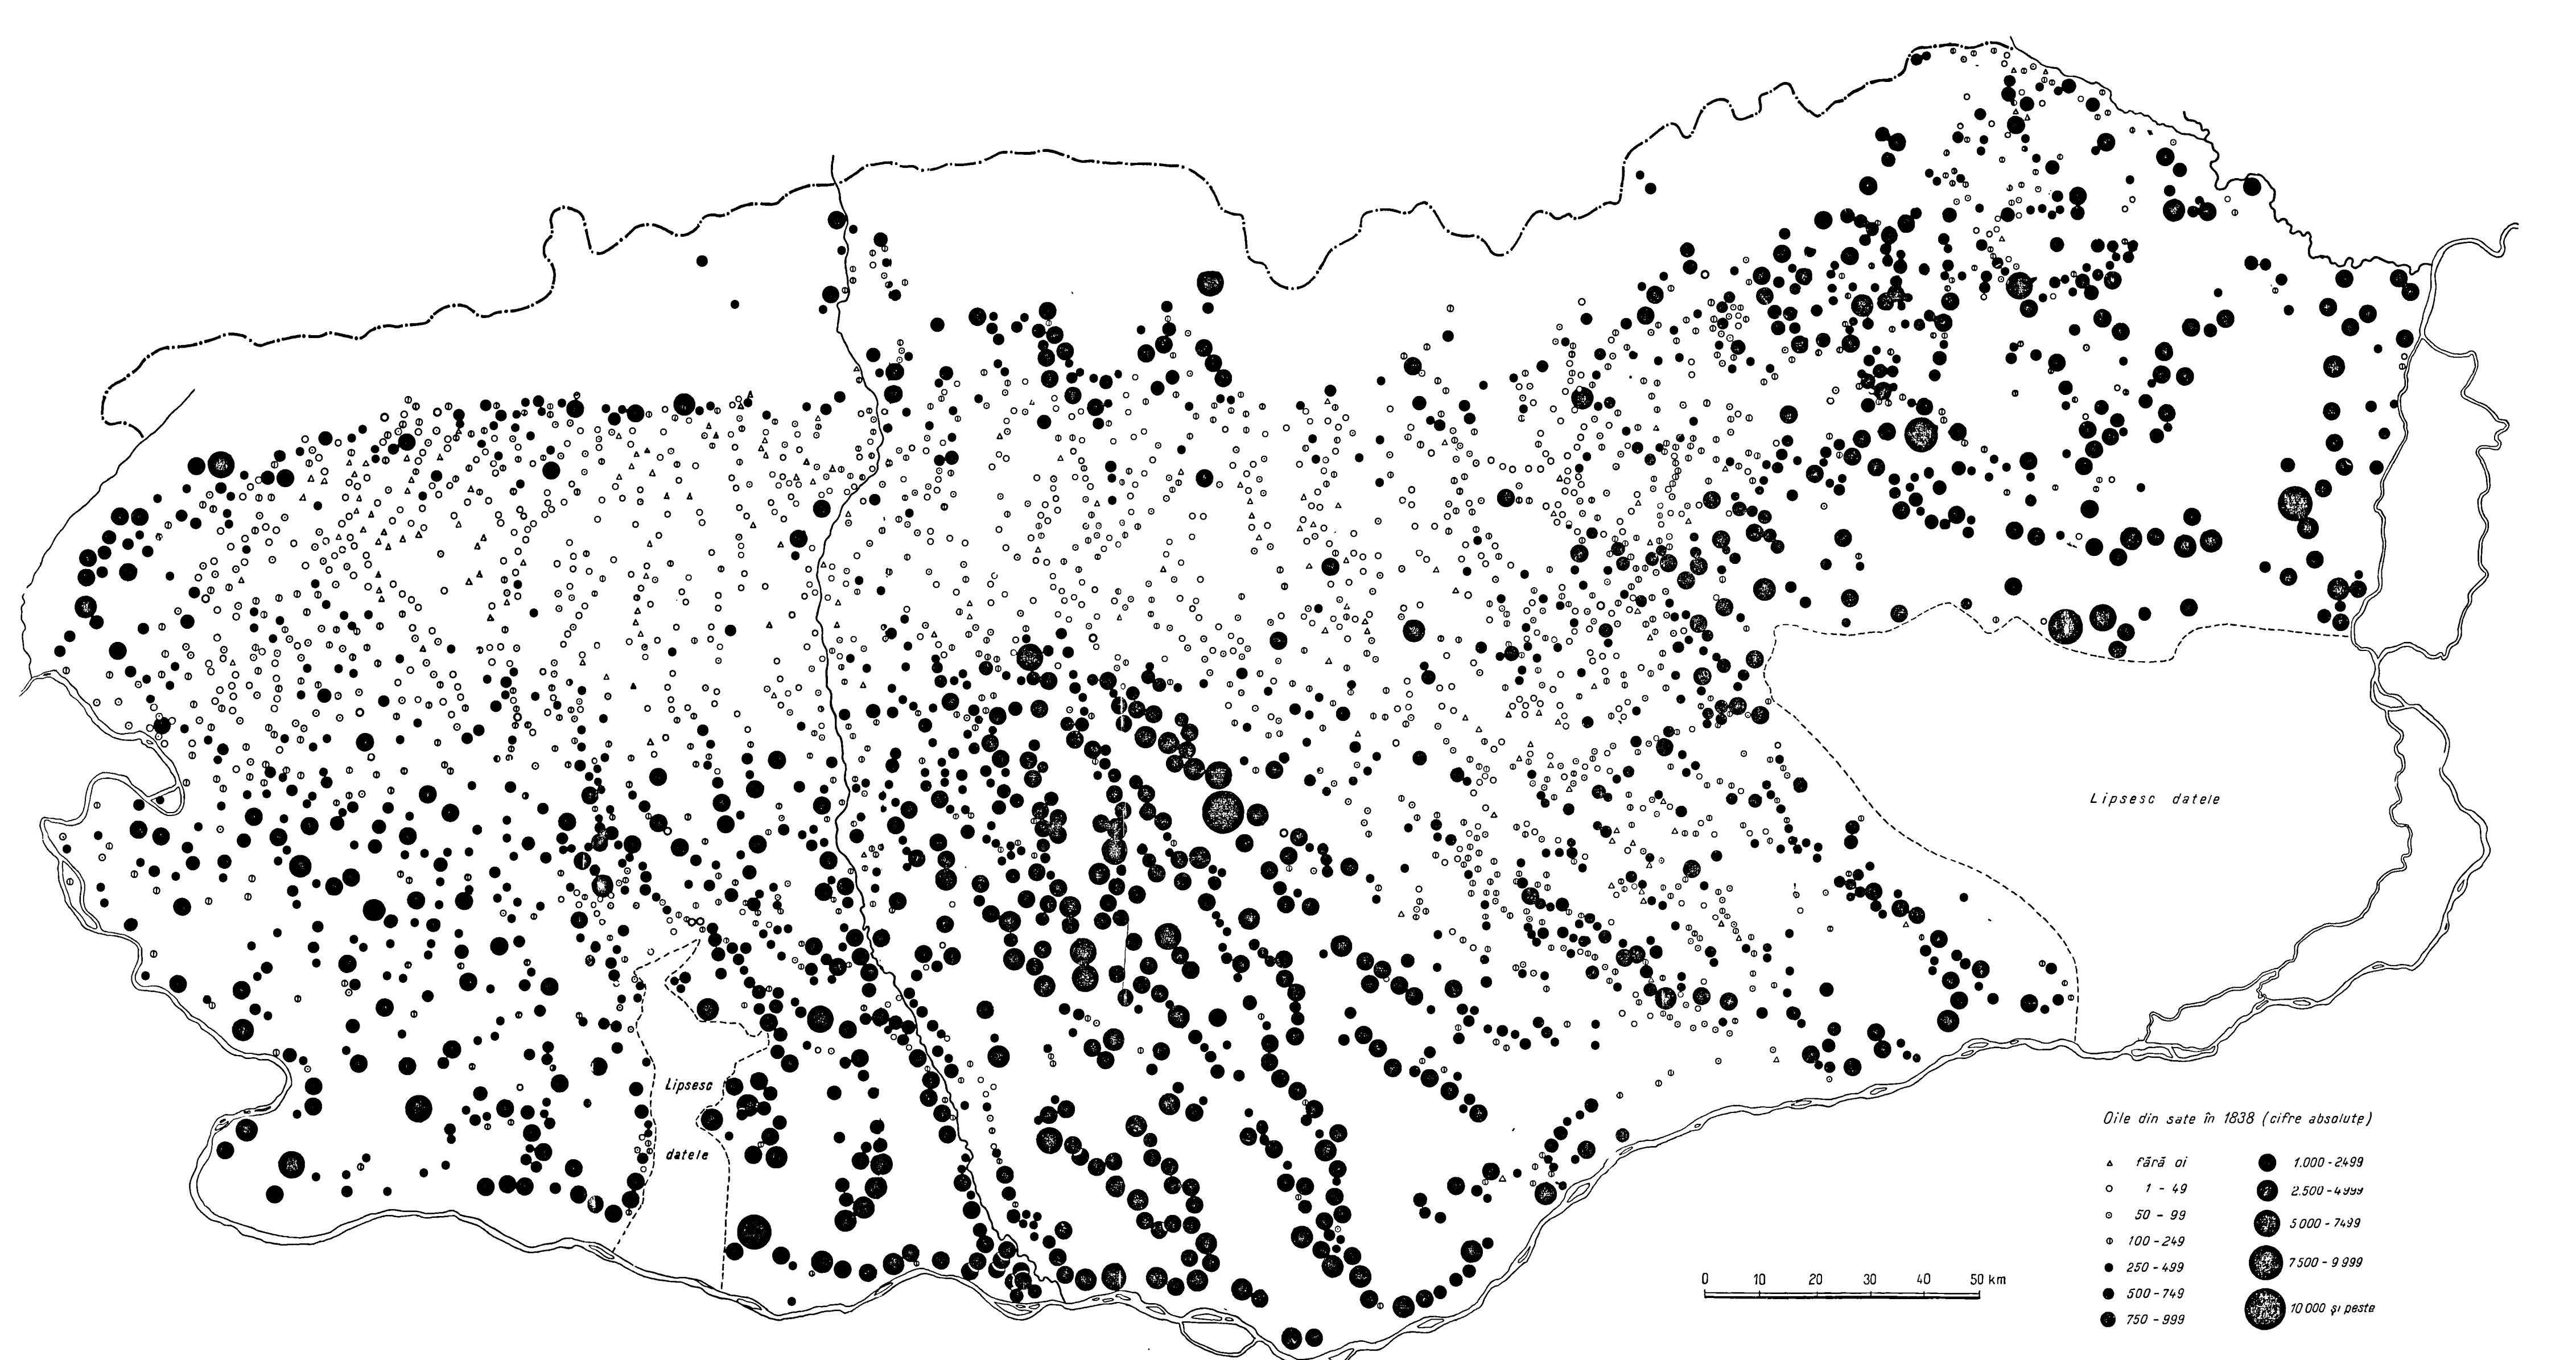 Lipsesc datele
Lipsesc
datele
Oile din sate în 1838 (cifre absolute)
fără oi
1 - 49
50 - 99
100 - 249
250 - 499
500 - 749
750 - 999
1.000 - 2499
2.500 - 4999
5000 - 7499
7500 - 9999
10000 și peste
0 10 20 30 40 50 km